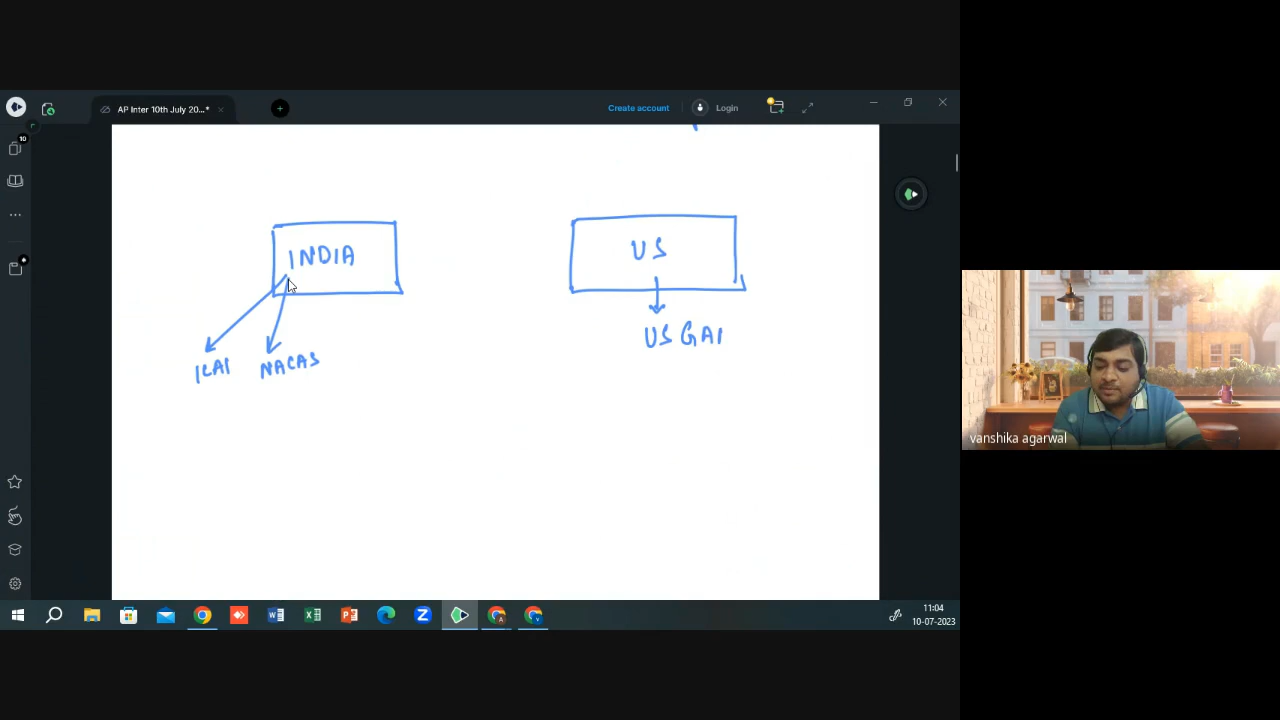 AP Inter 10th July 20...*
Create account
Login
10
INDIA
US
ICAI
NACAS
US GAI
vanshika agarwal
11:04
10-07-2023